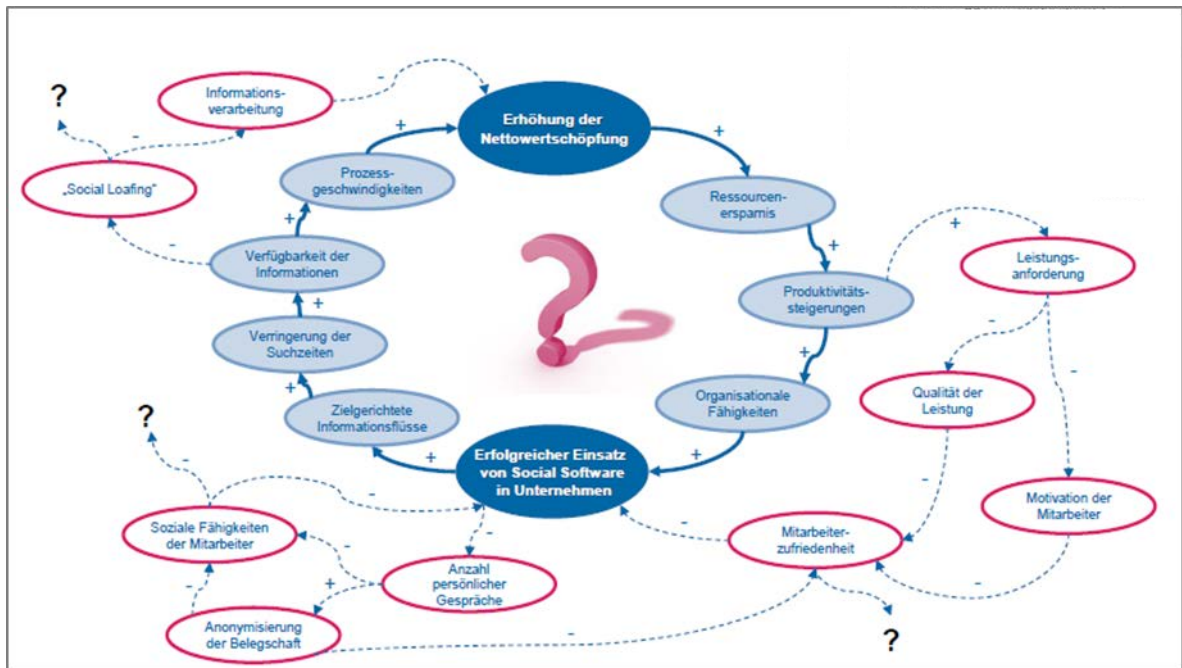 Informations-
verarbeitung
?
„Social Loafing“
-
-
-
Erhöhung der
Nettowertschöpfung
+
+
Prozess-
geschwindigkeiten
Ressourcen-
ersparnis
+
+
+
Verfügbarkeit der
Informationen
Leistungs-
anforderung
Produktivitäts-
steigerungen
+
+
Verringerung der
Suchzeiten
-
-
+
Organisationale
Fähigkeiten
Qualität der
Leistung
Zielgerichtete
Informationsflüsse
?
+
+
Erfolgreicher Einsatz
von Social Software
in Unternehmen
-
-
Motivation der
Mitarbeiter
Soziale Fähigkeiten
der Mitarbeiter
-
-
Mitarbeiter-
zufriedenheit
-
-
+
-
Anzahl
persönlicher
Gespräche
-
Anonymisierung
der Belegschaft
-
?